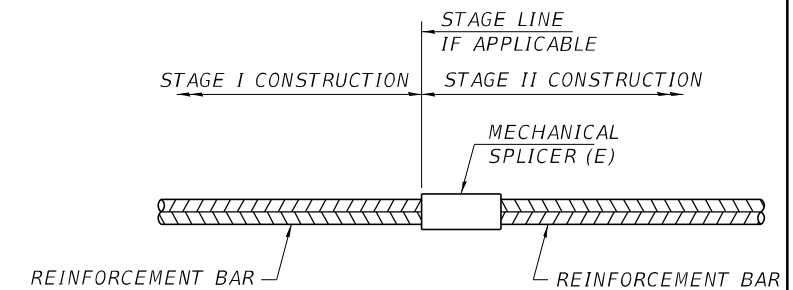 STAGE LINE
IF APPLICABLE
STAGE I CONSTRUCTION
STAGE II CONSTRUCTION
MECHANICAL
SPLICER (E)
REINFORCEMENT BAR
REINFORCEMENT BAR